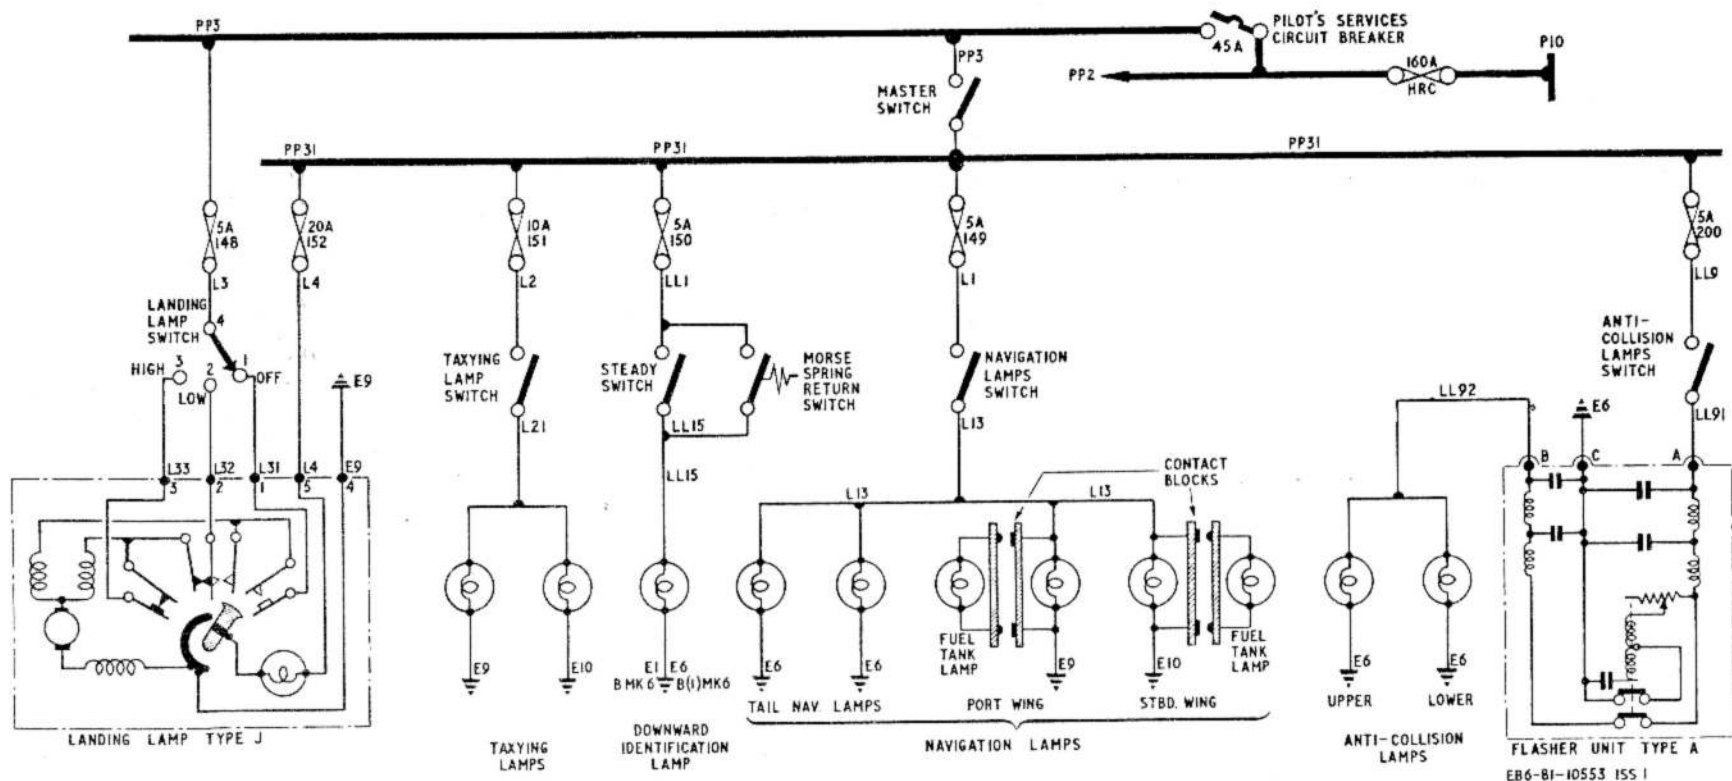 PP3
PILOT'S SERVICES
CIRCUIT BREAKER
45A
PP3
PP2
160A
HRC
P10
MASTER
SWITCH
PP31
PP31
PP31
5A
148
20A
152
10A
151
5A
150
5A
149
5A
200
L3
L4
L2
LL1
L1
LL9
LANDING
LAMP
SWITCH
4
HIGH
3
2
LOW
1
OFF
E9
TAXYING
LAMP
SWITCH
STEADY
SWITCH
MORSE
SPRING
RETURN
SWITCH
NAVIGATION
LAMPS
SWITCH
ANTI-
COLLISION
LAMPS
SWITCH
L21
LL15
L13
LL92
E6
LL91
L33
L32
L31
L4
E9
3
2
1
5
4
LL15
CONTACT
BLOCKS
B
C
A
L13
L13
FUEL
TANK
LAMP
FUEL
TANK
LAMP
E9
E10
E1
E6
B MK6
B(1)MK6
E6
E6
E9
E10
E6
E6
TAIL NAV. LAMPS
PORT WING
STBD. WING
UPPER
LOWER
LANDING LAMP TYPE J
TAXYING
LAMPS
DOWNWARD
IDENTIFICATION
LAMP
NAVIGATION LAMPS
ANTI-COLLISION
LAMPS
FLASHER UNIT TYPE A
EB6-81-10553 ISS 1